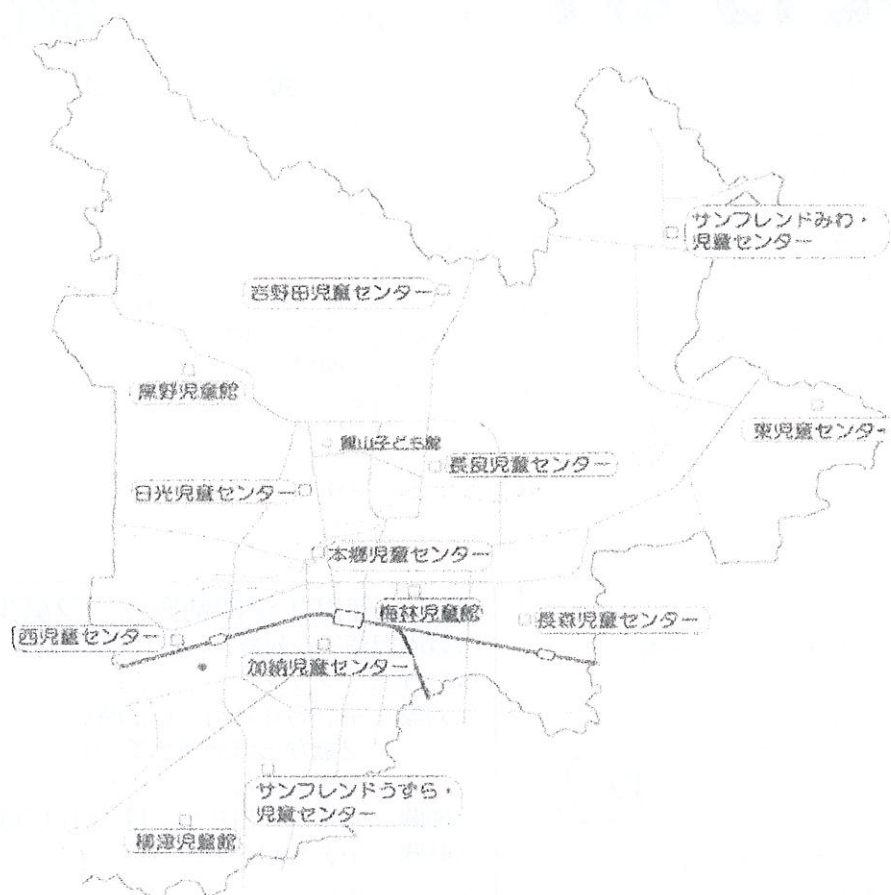 サンフレンドみわ・
児童センター
岩野田児童センター
黒野児童館
東児童センター
鷺山子ども館
長良児童センター
日光児童センター
本郷児童センター
梅林児童館
長森児童センター
西児童センター
加納児童センター
サンフレンドうずら・
児童センター
柳津児童館